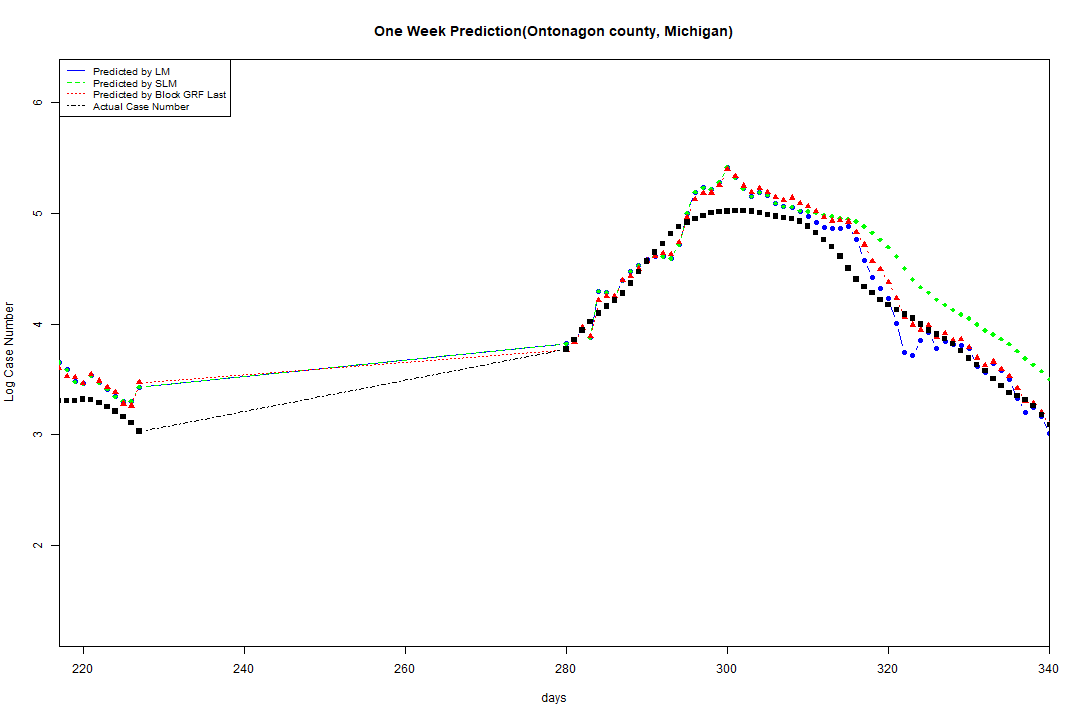 One Week Prediction(Ontonagon county, Michigan)
Predicted by LM
Predicted by SLM
Predicted by Block GRF Last
Actual Case Number
6
5
4
3
2
Log Case Number
220 240 260 280 300 320 340
days